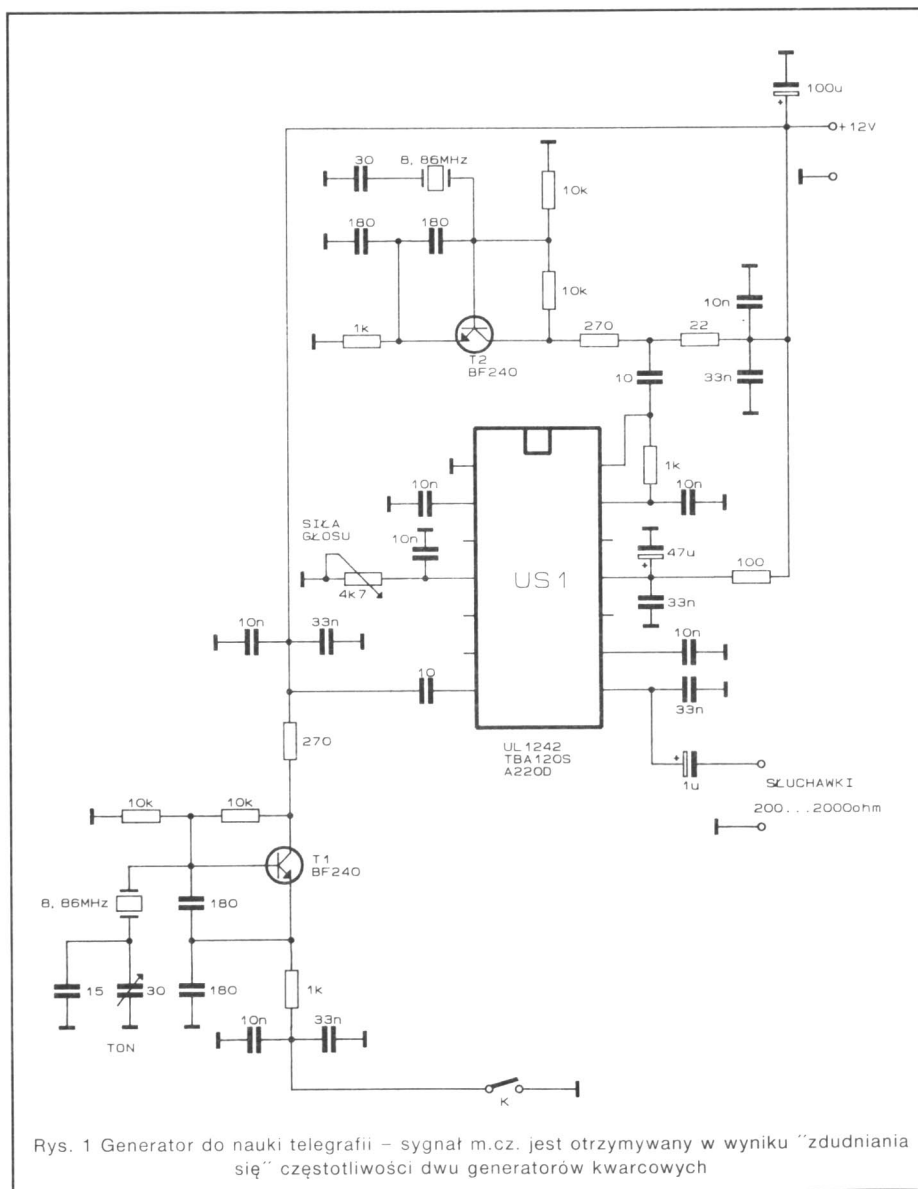 100u
+12V
30
8,86MHz
10k
180
180
10k
10n
1k
270
22
T2
BF240
10
33n
1k
10n
10n
SIŁA
GŁOSU
10n
47u
100
4k7
US1
33n
10n
33n
10n
10
33n
270
UL1242
TBA120S
A220D
1u
SŁUCHAWKI
200...2000ohm
10k
10k
T1
BF240
8,86MHz
180
15
30
180
1k
TON
10n
33n
K
Rys. 1 Generator do nauki telegrafii – sygnał m.cz. jest otrzymywany w wyniku ˝zdudniania
się˝ częstotliwości dwu generatorów kwarcowych